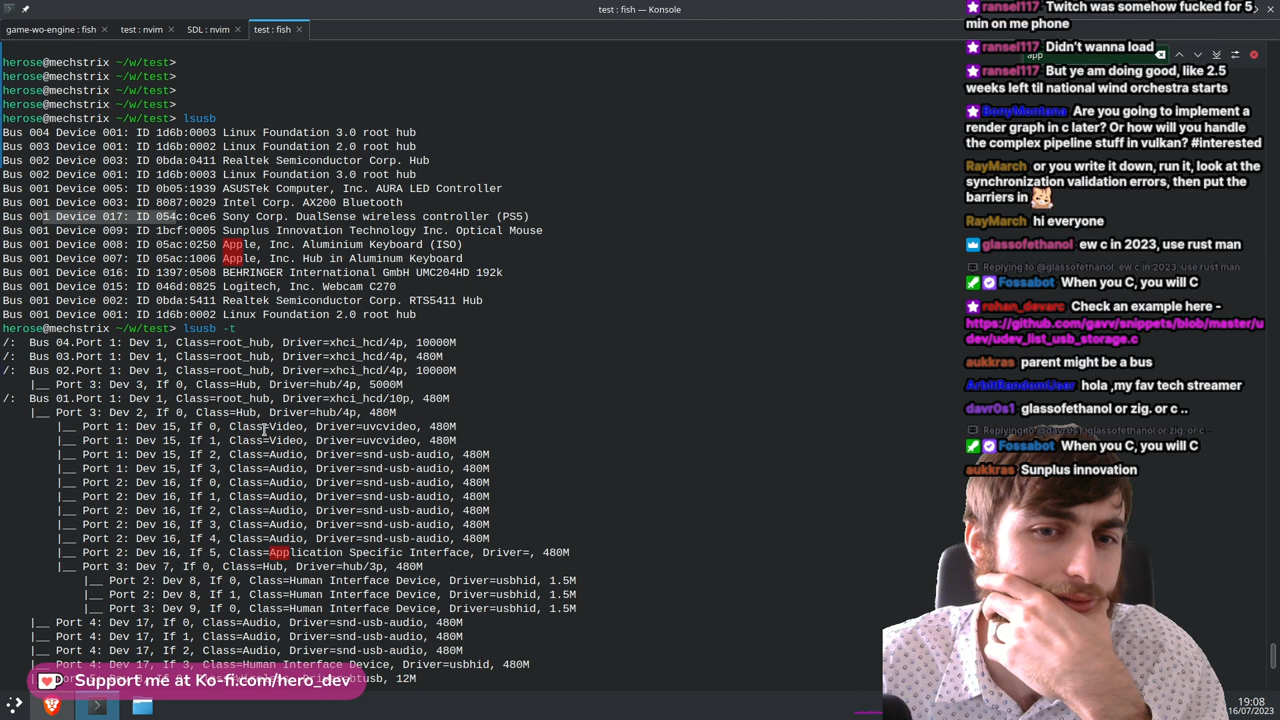 test : fish — Konsole
game-wo-engine : fish
test : nvim
SDL : nvim
test : fish
app
herose@mechstrix ~/w/test>
herose@mechstrix ~/w/test>
herose@mechstrix ~/w/test>
herose@mechstrix ~/w/test>
herose@mechstrix ~/w/test> lsusb
Bus 004 Device 001: ID 1d6b:0003 Linux Foundation 3.0 root hub
Bus 003 Device 001: ID 1d6b:0002 Linux Foundation 2.0 root hub
Bus 002 Device 003: ID 0bda:0411 Realtek Semiconductor Corp. Hub
Bus 002 Device 001: ID 1d6b:0003 Linux Foundation 3.0 root hub
Bus 001 Device 005: ID 0b05:1939 ASUSTek Computer, Inc. AURA LED Controller
Bus 001 Device 003: ID 8087:0029 Intel Corp. AX200 Bluetooth
Bus 001 Device 017: ID 054c:0ce6 Sony Corp. DualSense wireless controller (PS5)
Bus 001 Device 009: ID 1bcf:0005 Sunplus Innovation Technology Inc. Optical Mouse
Bus 001 Device 008: ID 05ac:0250 Apple, Inc. Aluminium Keyboard (ISO)
Bus 001 Device 007: ID 05ac:1006 Apple, Inc. Hub in Aluminum Keyboard
Bus 001 Device 016: ID 1397:0508 BEHRINGER International GmbH UMC204HD 192k
Bus 001 Device 015: ID 046d:0825 Logitech, Inc. Webcam C270
Bus 001 Device 002: ID 0bda:5411 Realtek Semiconductor Corp. RTS5411 Hub
Bus 001 Device 001: ID 1d6b:0002 Linux Foundation 2.0 root hub
herose@mechstrix ~/w/test> lsusb -t
/:  Bus 04.Port 1: Dev 1, Class=root_hub, Driver=xhci_hcd/4p, 10000M
/:  Bus 03.Port 1: Dev 1, Class=root_hub, Driver=xhci_hcd/4p, 480M
/:  Bus 02.Port 1: Dev 1, Class=root_hub, Driver=xhci_hcd/4p, 10000M
|__ Port 3: Dev 3, If 0, Class=Hub, Driver=hub/4p, 5000M
/:  Bus 01.Port 1: Dev 1, Class=root_hub, Driver=xhci_hcd/10p, 480M
|__ Port 3: Dev 2, If 0, Class=Hub, Driver=hub/4p, 480M
|__ Port 1: Dev 15, If 0, Class=Video, Driver=uvcvideo, 480M
|__ Port 1: Dev 15, If 1, Class=Video, Driver=uvcvideo, 480M
|__ Port 1: Dev 15, If 2, Class=Audio, Driver=snd-usb-audio, 480M
|__ Port 1: Dev 15, If 3, Class=Audio, Driver=snd-usb-audio, 480M
|__ Port 2: Dev 16, If 0, Class=Audio, Driver=snd-usb-audio, 480M
|__ Port 2: Dev 16, If 1, Class=Audio, Driver=snd-usb-audio, 480M
|__ Port 2: Dev 16, If 2, Class=Audio, Driver=snd-usb-audio, 480M
|__ Port 2: Dev 16, If 3, Class=Audio, Driver=snd-usb-audio, 480M
|__ Port 2: Dev 16, If 4, Class=Audio, Driver=snd-usb-audio, 480M
|__ Port 2: Dev 16, If 5, Class=Application Specific Interface, Driver=, 480M
|__ Port 3: Dev 7, If 0, Class=Hub, Driver=hub/3p, 480M
|__ Port 2: Dev 8, If 0, Class=Human Interface Device, Driver=usbhid, 1.5M
|__ Port 2: Dev 8, If 1, Class=Human Interface Device, Driver=usbhid, 1.5M
|__ Port 3: Dev 9, If 0, Class=Human Interface Device, Driver=usbhid, 1.5M
|__ Port 4: Dev 17, If 0, Class=Audio, Driver=snd-usb-audio, 480M
|__ Port 4: Dev 17, If 1, Class=Audio, Driver=snd-usb-audio, 480M
|__ Port 4: Dev 17, If 3, Class=Human Interface Device, Driver=usbhid, 480M
12M
Support me at Ko-fi.com/hero_dev
ransel117 Twitch was somehow fucked for 5
min on me phone
ransel117 Didn't wanna load
ransel117 But ye am doing good, like 2.5
weeks left til national wind orchestra starts
BonyMontana Are you going to implement a
render graph in c later? Or how will you handle
the complex pipeline stuff in vulkan? #interested
RayMarch or you write it down, run it, look at the
synchronization validation errors, then put the
barriers in
RayMarch hi everyone
glassofethanol ew c in 2023, use rust man
Replying to @glassofethanol: ew c in 2023, use rust man
Fossabot When you C, you will C
rohan_devarc Check an example here -
https://github.com/gavv/snippets/blob/master/u
dev/udev_list_usb_storage.c
aukkras parent might be a bus
ArbitRandomUser hola ,my fav tech streamer
davr0s1 glassofethanol or zig. or c ..
Replying to @davr0s1: glassofethanol or zig. or c ..
Fossabot When you C, you will C
aukkras Sunplus innovation
19:08
16/07/2023